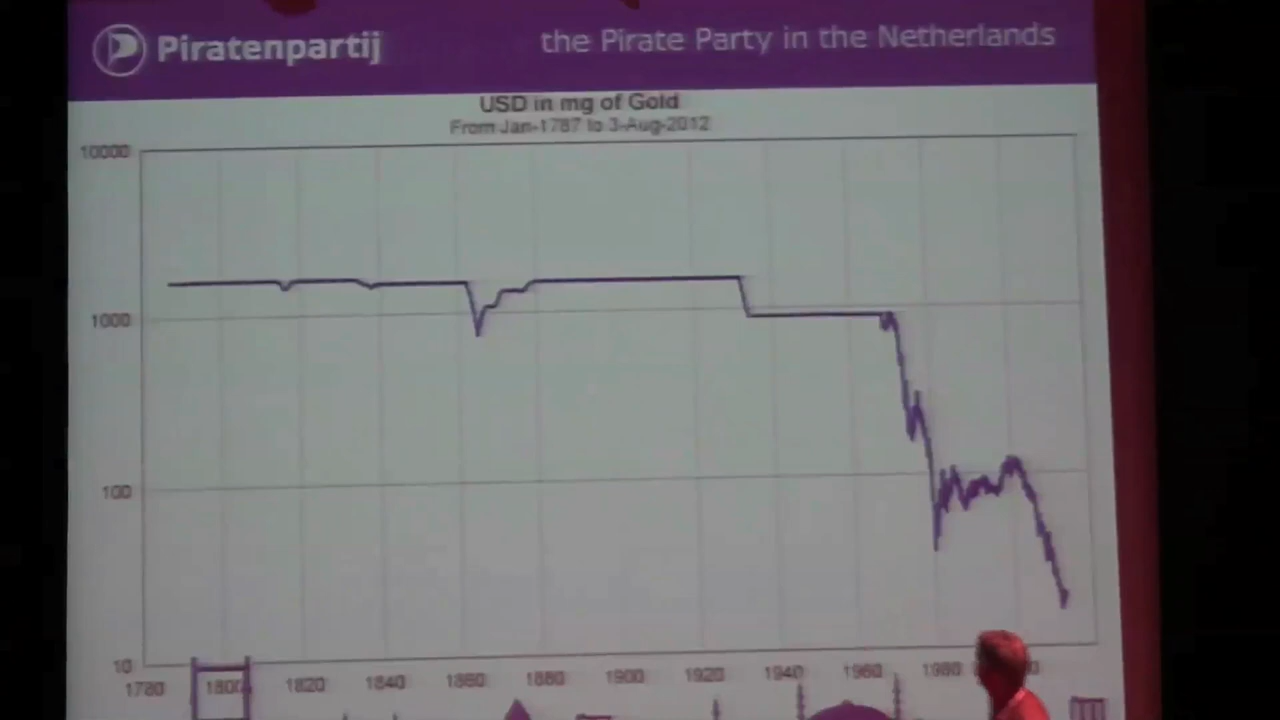 Piratenpartij
the Pirate Party in the Netherlands
USD in mg of Gold
From Jan-1787 to 3-Aug-2012
10000
1000
100
10
1780 1800 1820 1840 1860 1880 1900 1920 1940 1960 1980